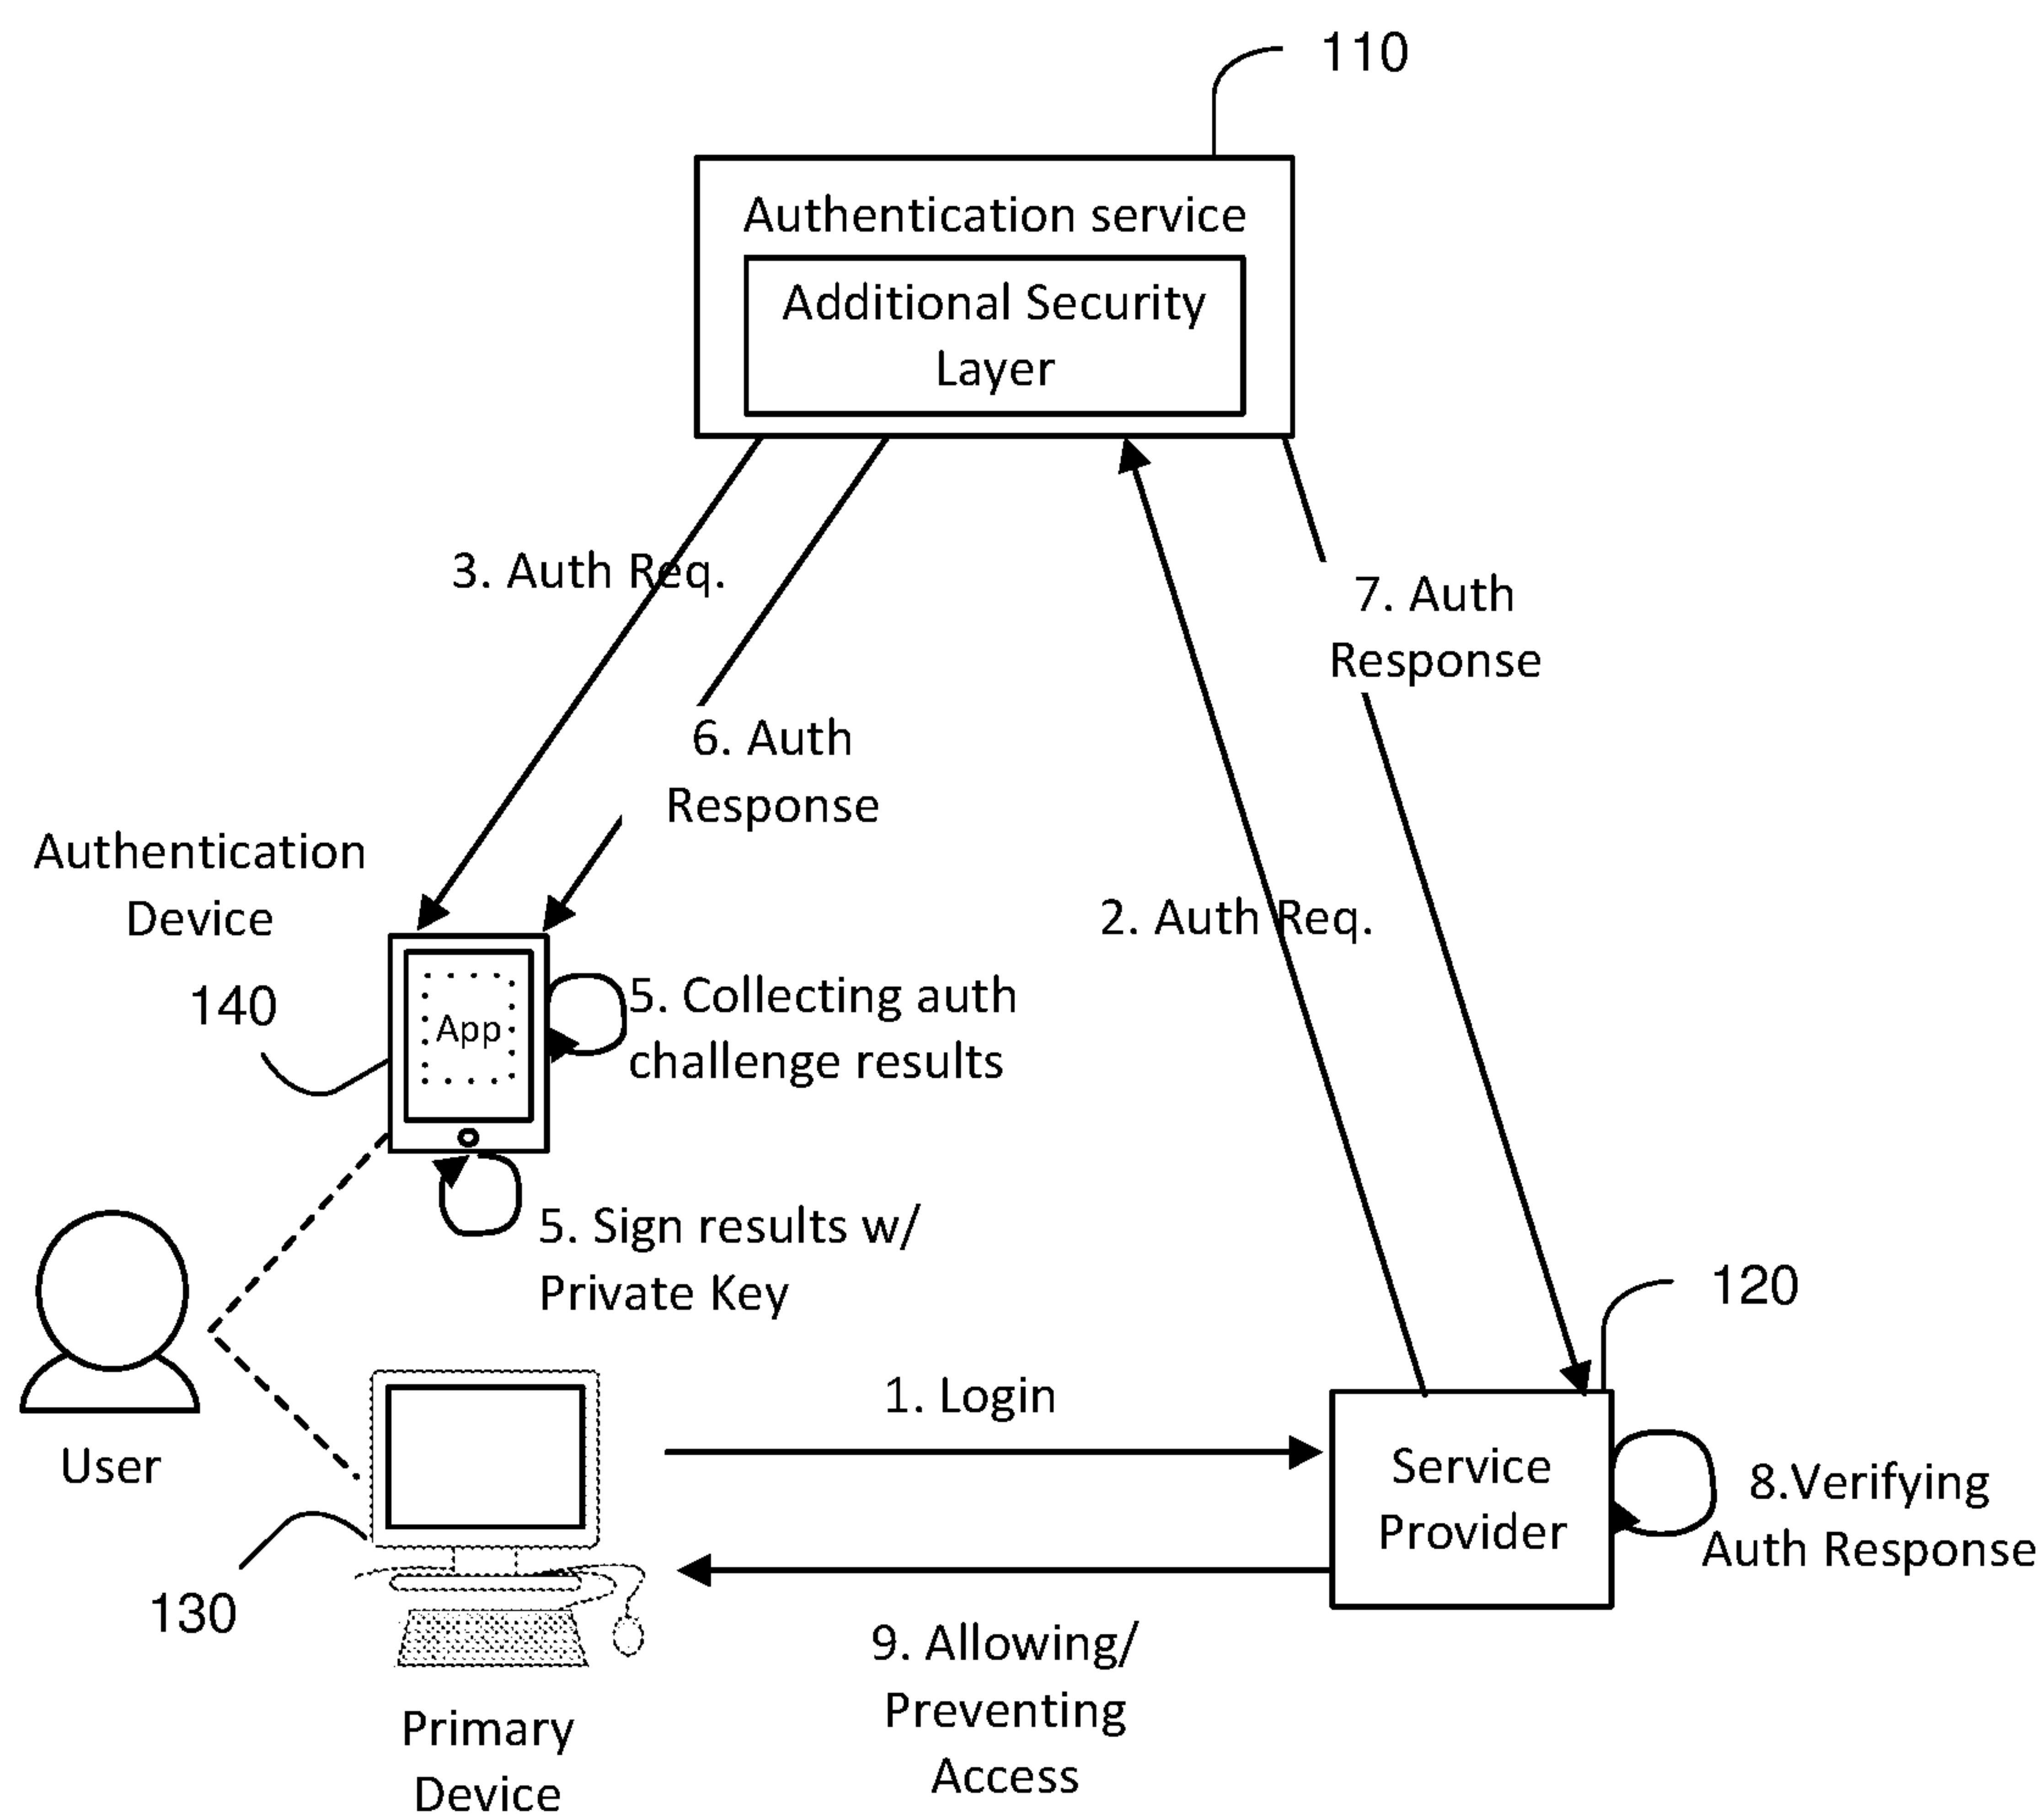 110
Authentication service
Additional Security
Layer
3. Auth Req.
7. Auth
Response
6. Auth
Response
Authentication
Device
2. Auth Req.
140
App
5. Collecting auth
challenge results
5. Sign results w/
Private Key
120
1. Login
User
Service
Provider
8.Verifying
Auth Response
130
9. Allowing/
Preventing
Access
Primary
Device